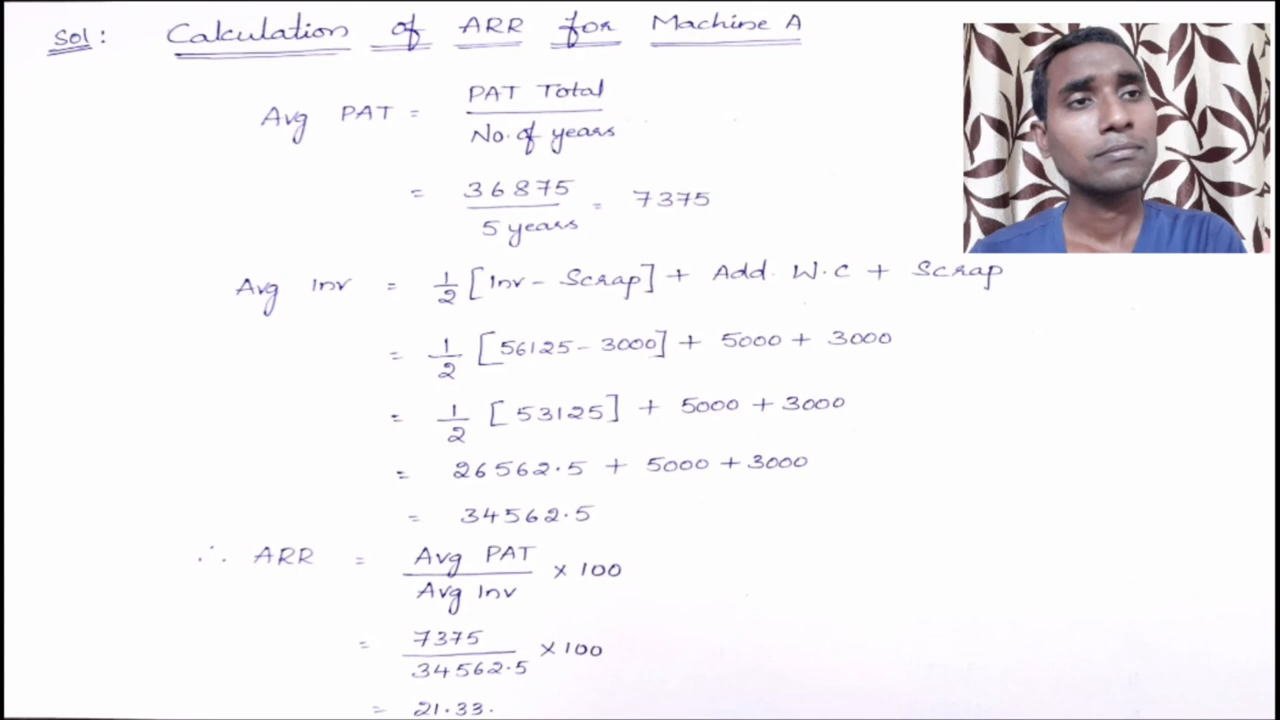 Sol: Calculation of ARR for Machine A
Avg PAT = PAT Total
No. of years
= 36875 = 7375
5 years
Avg Inv = 1/2 [Inv - Scrap] + Add. W.C + Scrap
= 1/2 [56125 - 3000] + 5000 + 3000
= 1/2 [53125] + 5000 + 3000
= 26562.5 + 5000 + 3000
= 34562.5
∴ ARR = Avg PAT × 100
Avg Inv
= 7375 × 100
34562.5
= 21.33.